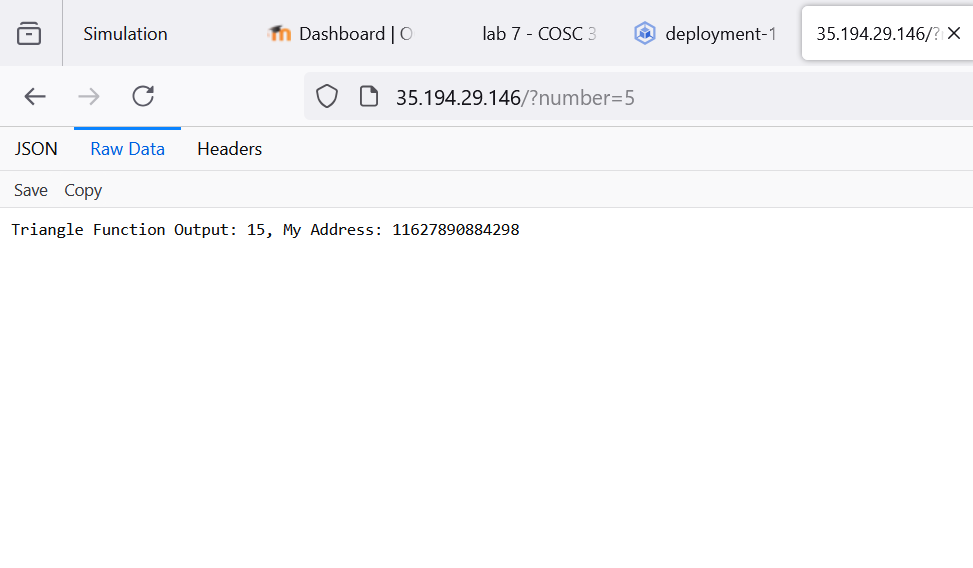 Simulation Dashboard | O lab 7 - COSC 3 deployment-1 35.194.29.146/?
35.194.29.146/?number=5
JSON Raw Data Headers
Save Copy
Triangle Function Output: 15, My Address: 11627890884298